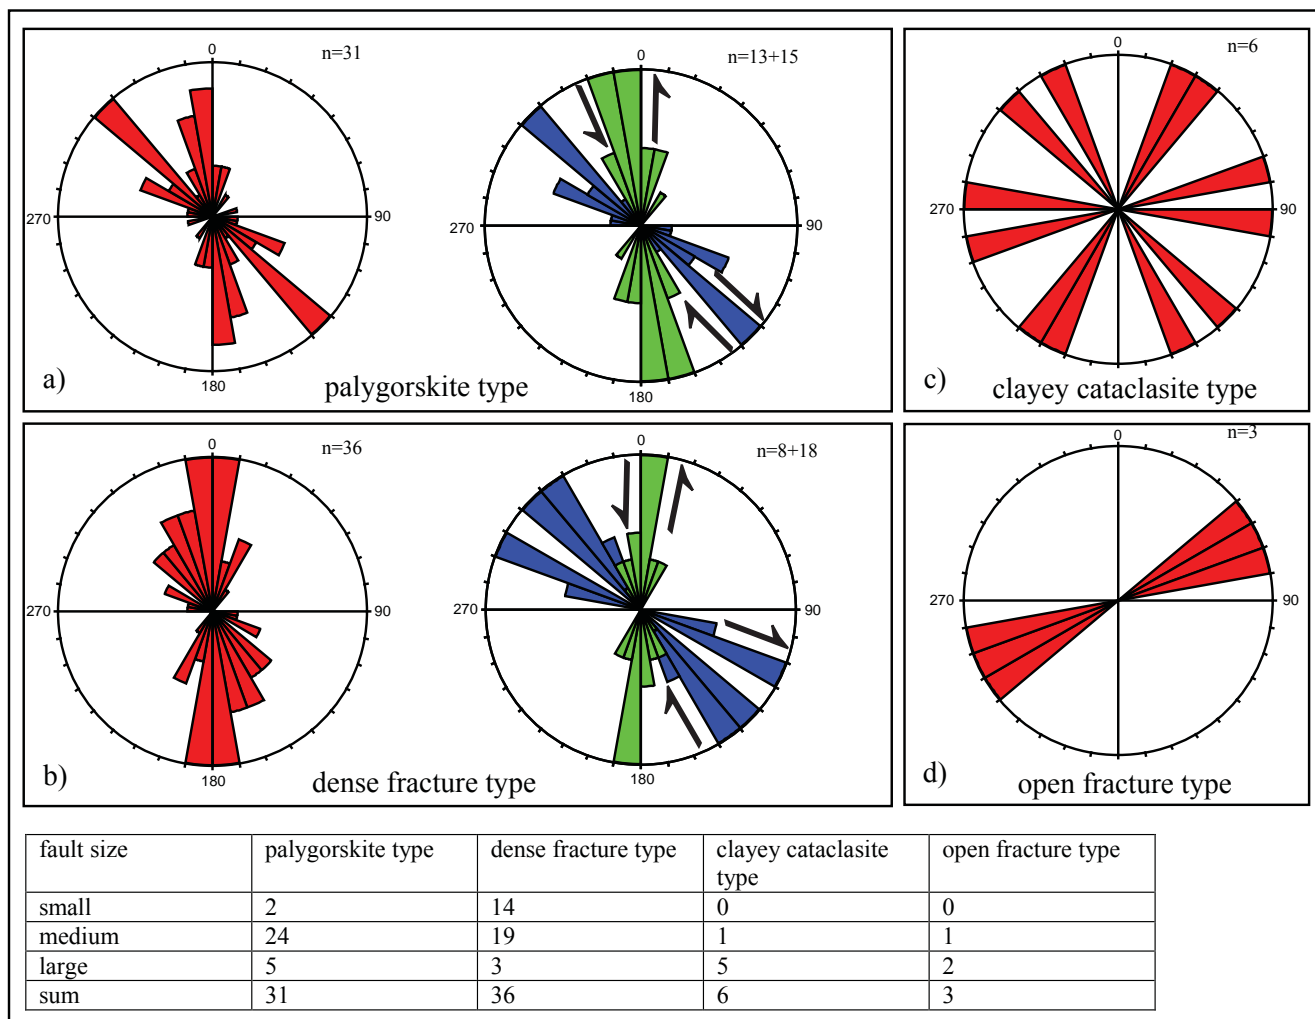 0
n=31
270
90
180
a)
palygorskite type
0
n=13+15
270
90
180
0
n=6
270
90
c)
clayey cataclasite type
0
n=36
270
90
180
b)
dense fracture type
0
n=8+18
270
90
180
n=3
0
270
90
d)
open fracture type
fault size palygorskite type dense fracture type clayey cataclasite type open fracture type
small 2 14 0 0
medium 24 19 1 1
large 5 3 5 2
sum 31 36 6 3